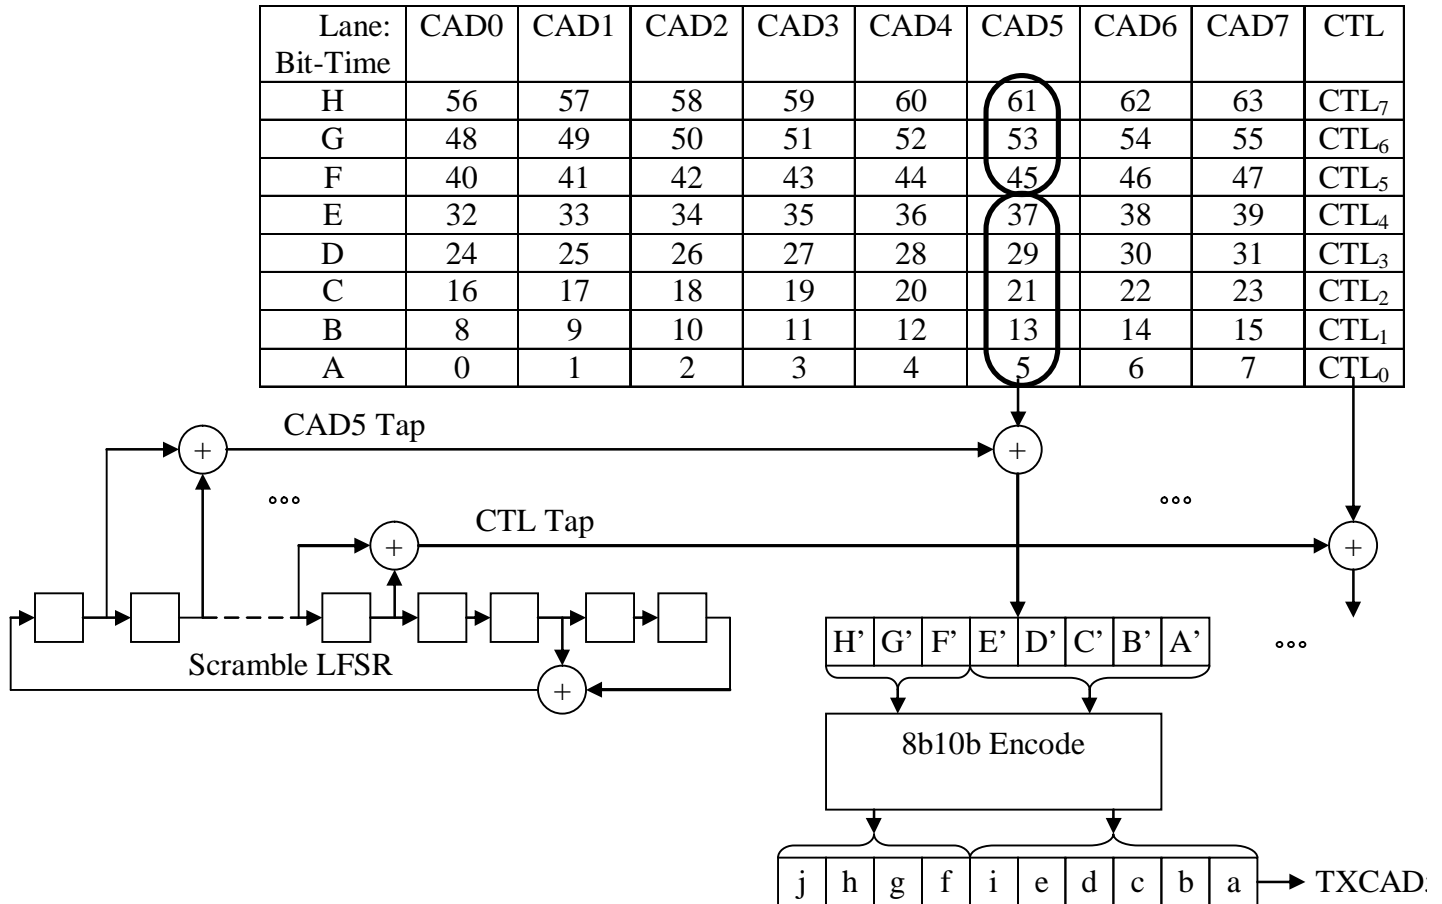 Lane: CAD0 CAD1 CAD2 CAD3 CAD4 CAD5 CAD6 CAD7 CTL
Bit-Time
H 56 57 58 59 60 61 62 63 CTL₇
G 48 49 50 51 52 53 54 55 CTL₆
F 40 41 42 43 44 45 46 47 CTL₅
E 32 33 34 35 36 37 38 39 CTL₄
D 24 25 26 27 28 29 30 31 CTL₃
C 16 17 18 19 20 21 22 23 CTL₂
B 8 9 10 11 12 13 14 15 CTL₁
A 0 1 2 3 4 5 6 7 CTL₀
CAD5 Tap
+ +
°°° °°°
CTL Tap
+ +
H’ G’ F’ E’ D’ C’ B’ A’ °°°
Scramble LFSR
+
8b10b Encode
j h g f i e d c b a TXCAD